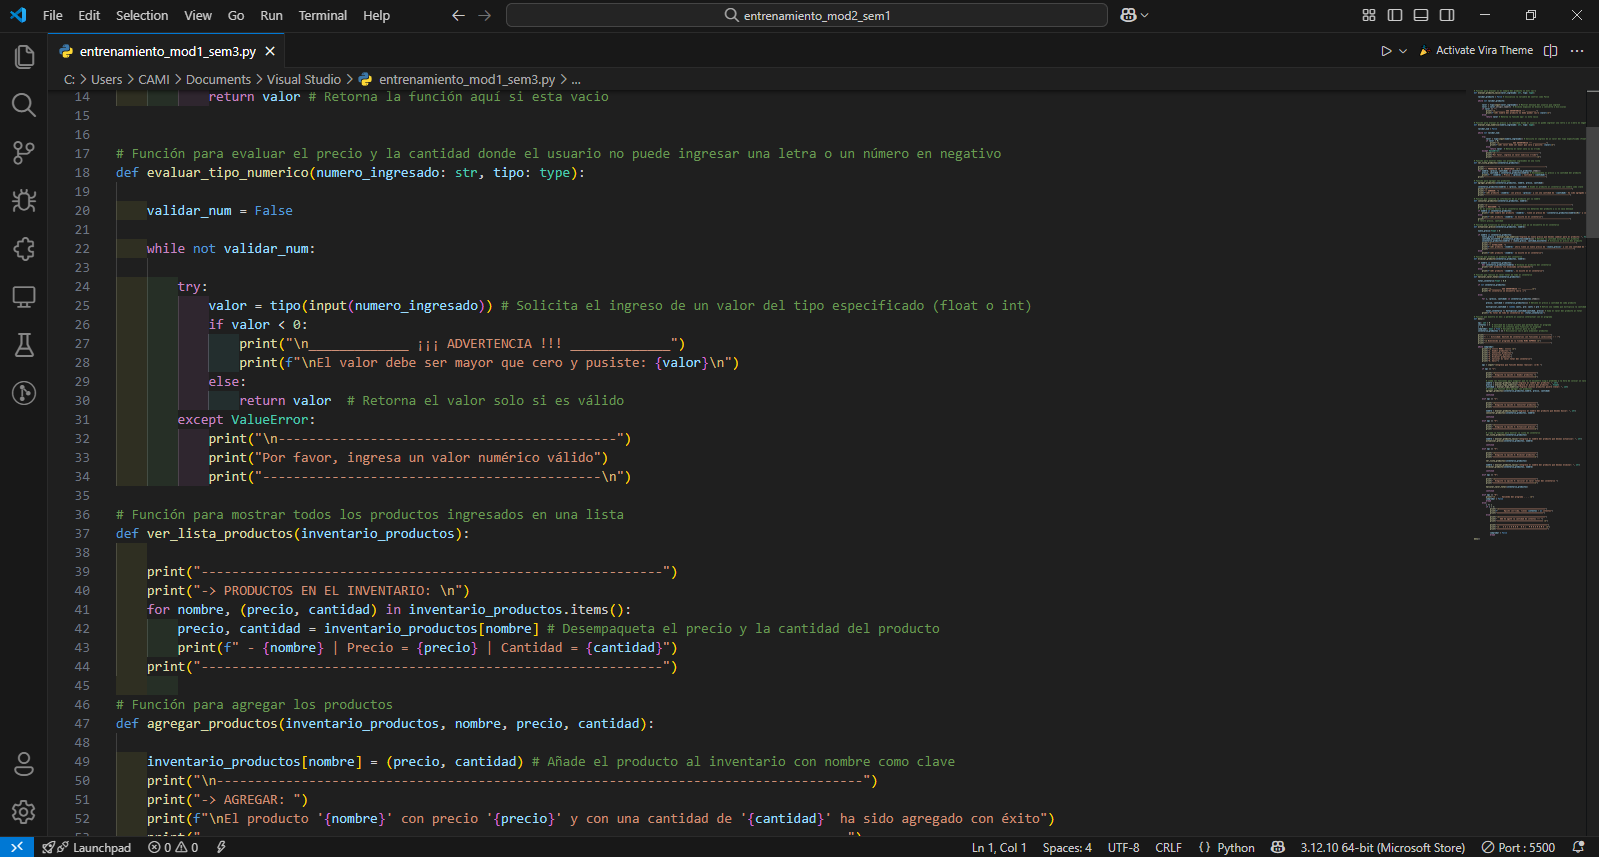 File Edit Selection View Go Run Terminal Help
entrenamiento_mod2_sem1
entrenamiento_mod1_sem3.py
Activate Vira Theme
C: > Users > CAMI > Documents > Visual Studio > entrenamiento_mod1_sem3.py > ...
14 return valor # Retorna la función aquí si esta vacio
15
16
17 # Función para evaluar el precio y la cantidad donde el usuario no puede ingresar una letra o un número en negativo
18 def evaluar_tipo_numerico(numero_ingresado: str, tipo: type):
19
20 validar_num = False
21
22 while not validar_num:
23
24 try:
25 valor = tipo(input(numero_ingresado)) # Solicita el ingreso de un valor del tipo especificado (float o int)
26 if valor < 0:
27 print("\n_____________ ¡¡¡ ADVERTENCIA !!! _____________")
28 print(f"\nEl valor debe ser mayor que cero y pusiste: {valor}\n")
29 else:
30 return valor # Retorna el valor solo si es válido
31 except ValueError:
32 print("\n--------------------------------------------")
33 print("Por favor, ingresa un valor numérico válido")
34 print("--------------------------------------------\n")
35
36 # Función para mostrar todos los productos ingresados en una lista
37 def ver_lista_productos(inventario_productos):
38
39 print("------------------------------------------------------------")
40 print("-> PRODUCTOS EN EL INVENTARIO: \n")
41 for nombre, (precio, cantidad) in inventario_productos.items():
42 precio, cantidad = inventario_productos[nombre] # Desempaqueta el precio y la cantidad del producto
43 print(f" - {nombre} | Precio = {precio} | Cantidad = {cantidad}")
44 print("------------------------------------------------------------")
45
46 # Función para agregar los productos
47 def agregar_productos(inventario_productos, nombre, precio, cantidad):
48
49 inventario_productos[nombre] = (precio, cantidad) # Añade el producto al inventario con nombre como clave
50 print("\n------------------------------------------------------------------------------------")
51 print("-> AGREGAR: ")
52 print(f"\nEl producto '{nombre}' con precio '{precio}' y con una cantidad de '{cantidad}' ha sido agregado con éxito")
Launchpad 0 0 Ln 1, Col 1 Spaces: 4 UTF-8 CRLF {} Python 3.12.10 64-bit (Microsoft Store) Port : 5500